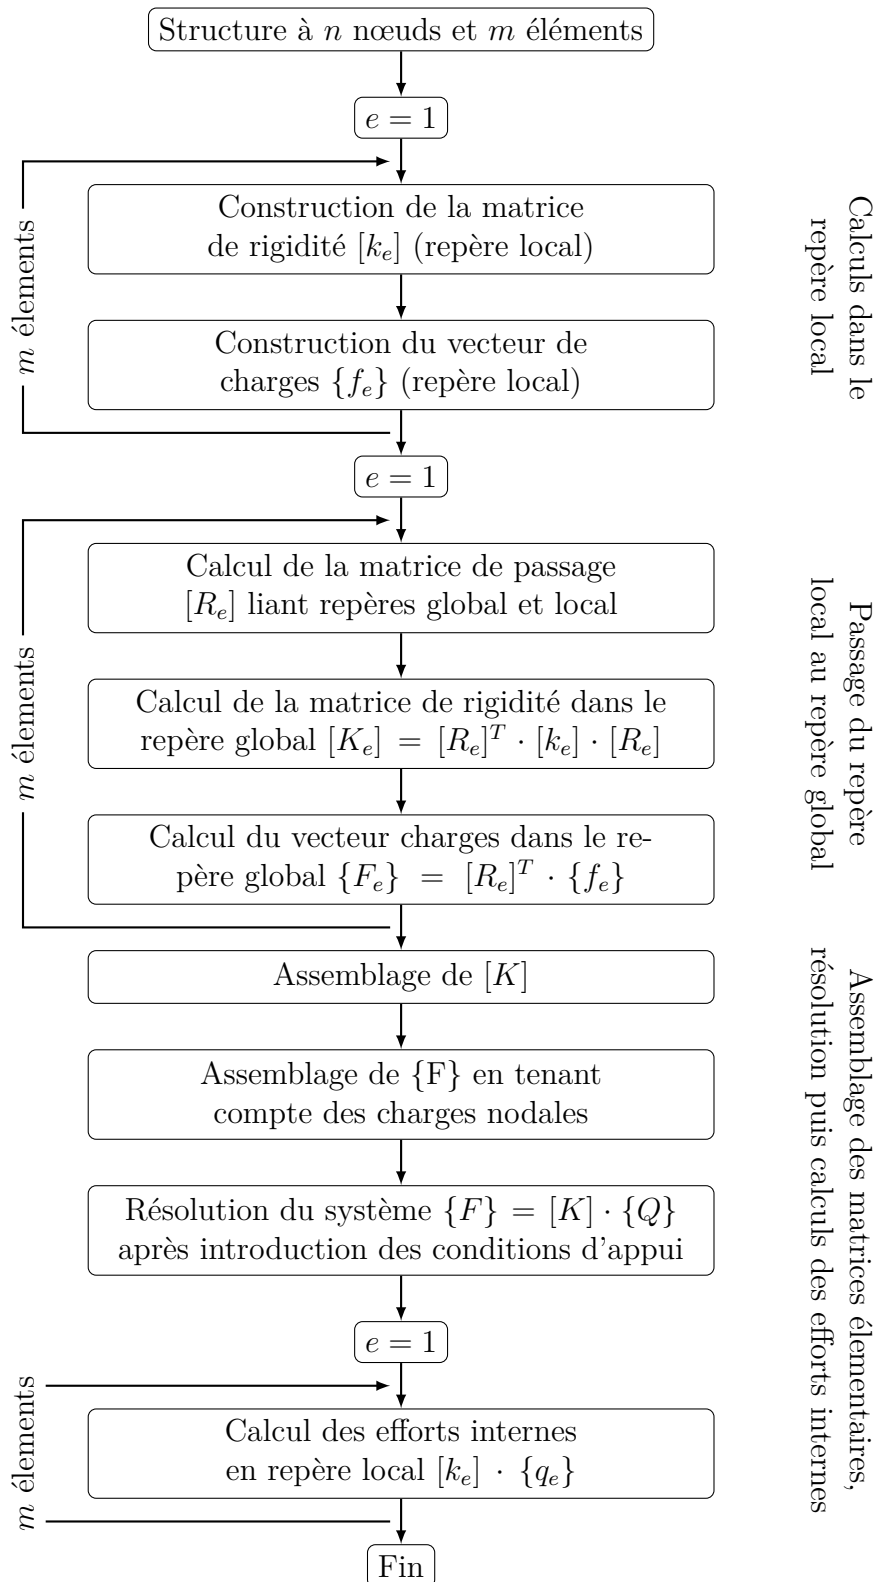 Structure à n nœuds et m éléments
e = 1
Construction de la matrice
de rigidité [k_e] (repère local)
Construction du vecteur de
charges {f_e} (repère local)
m élements
Calculs dans le
repère local
e = 1
Calcul de la matrice de passage
[R_e] liant repères global et local
Calcul de la matrice de rigidité dans le
repère global [K_e] = [R_e]^T · [k_e] · [R_e]
Calcul du vecteur charges dans le re-
père global {F_e} = [R_e]^T · {f_e}
m élements
Passage du repère
local au repère global
Assemblage de [K]
Assemblage de {F} en tenant
compte des charges nodales
Résolution du système {F} = [K] · {Q}
après introduction des conditions d'appui
e = 1
Calcul des efforts internes
en repère local [k_e] · {q_e}
m élements
Assemblage des matrices élementaires,
résolution puis calculs des efforts internes
Fin